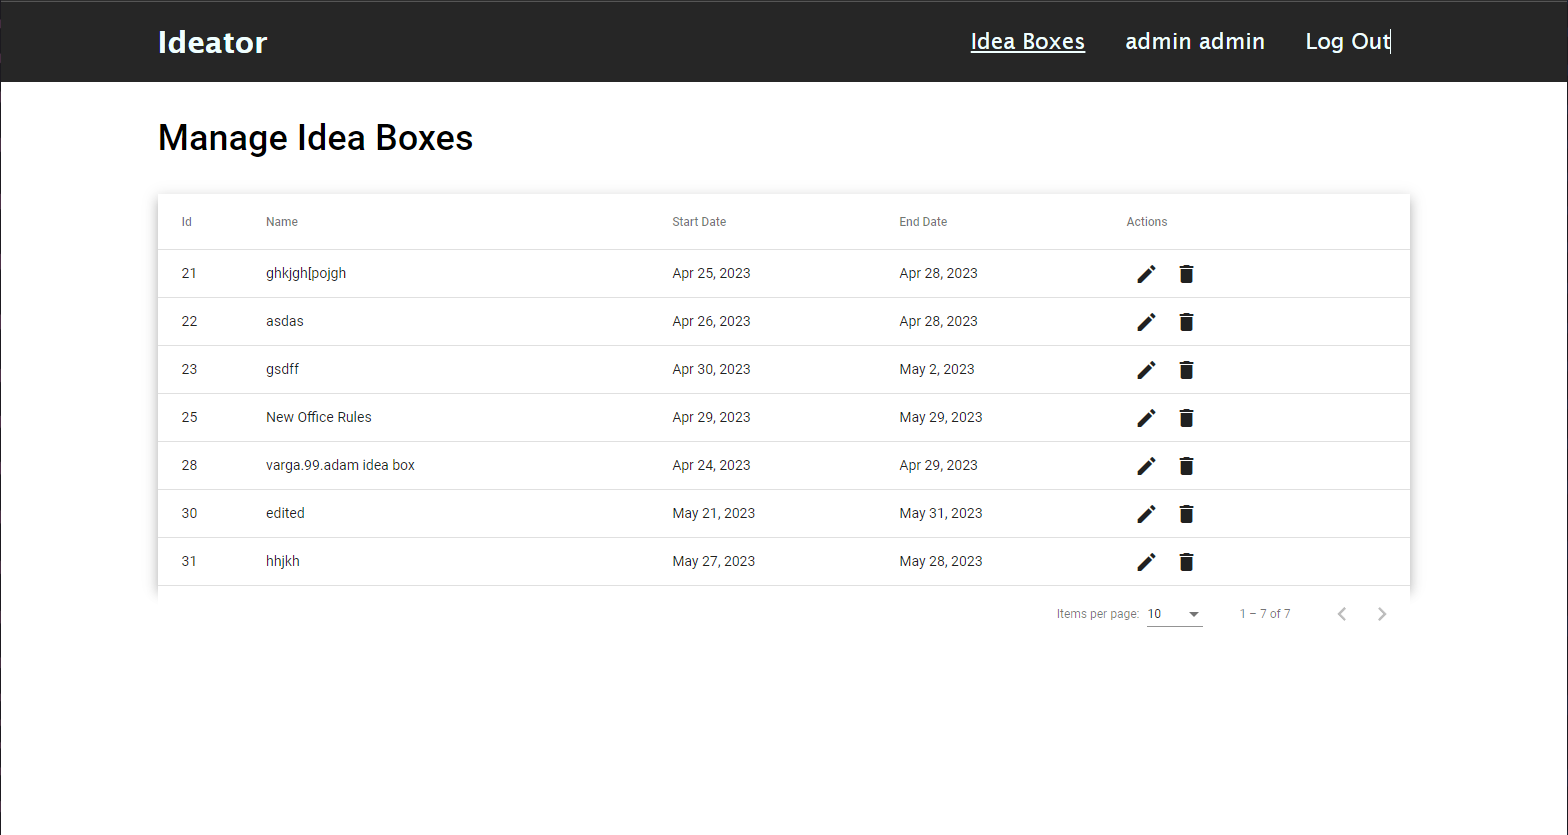 Ideator Idea Boxes admin admin Log Out
Manage Idea Boxes
Id Name Start Date End Date Actions
21 ghkjgh[pojgh Apr 25, 2023 Apr 28, 2023
22 asdas Apr 26, 2023 Apr 28, 2023
23 gsdff Apr 30, 2023 May 2, 2023
25 New Office Rules Apr 29, 2023 May 29, 2023
28 varga.99.adam idea box Apr 24, 2023 Apr 29, 2023
30 edited May 21, 2023 May 31, 2023
31 hhjkh May 27, 2023 May 28, 2023
Items per page: 10 1 – 7 of 7